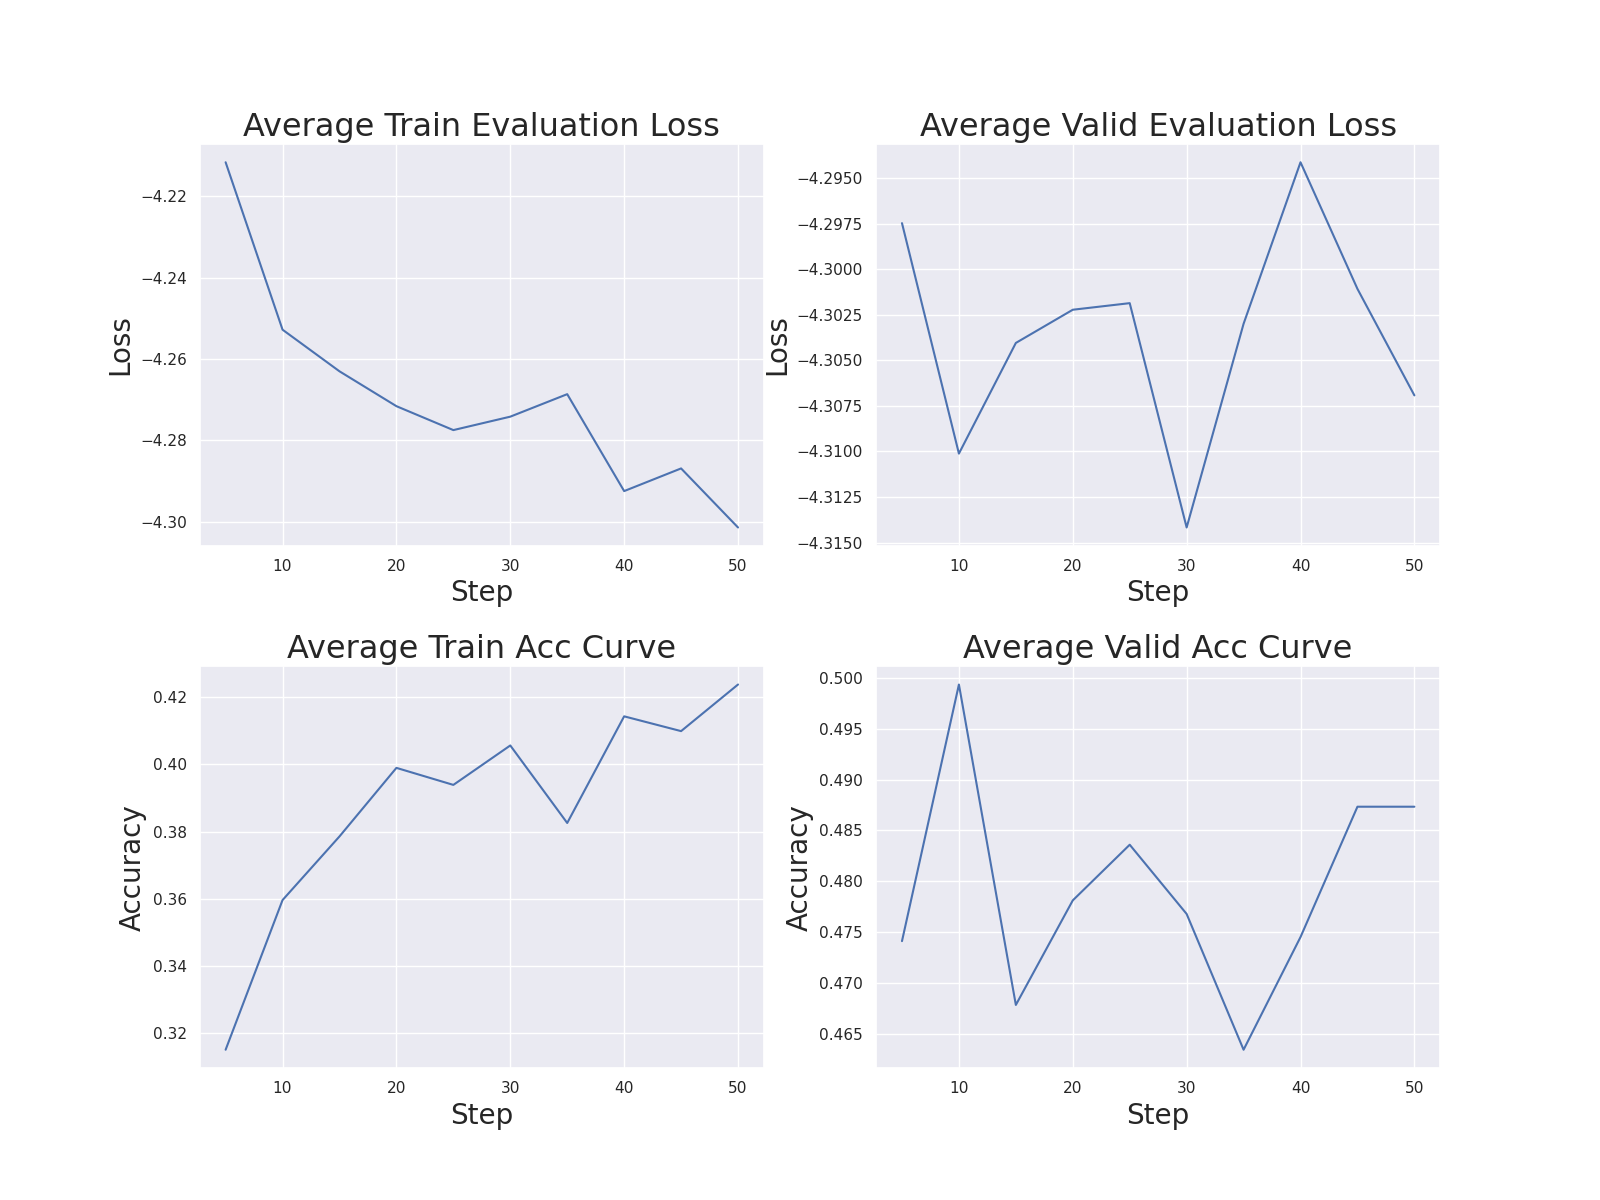 Average Train Evaluation Loss
−4.22
−4.24
−4.26
−4.28
−4.30
Loss
10 20 30 40 50
Step
Average Valid Evaluation Loss
−4.2950
−4.2975
−4.3000
−4.3025
−4.3050
−4.3075
−4.3100
−4.3125
−4.3150
Loss
10 20 30 40 50
Step
Average Train Acc Curve
0.42
0.40
0.38
0.36
0.34
0.32
Accuracy
10 20 30 40 50
Step
Average Valid Acc Curve
0.500
0.495
0.490
0.485
0.480
0.475
0.470
0.465
Accuracy
10 20 30 40 50
Step